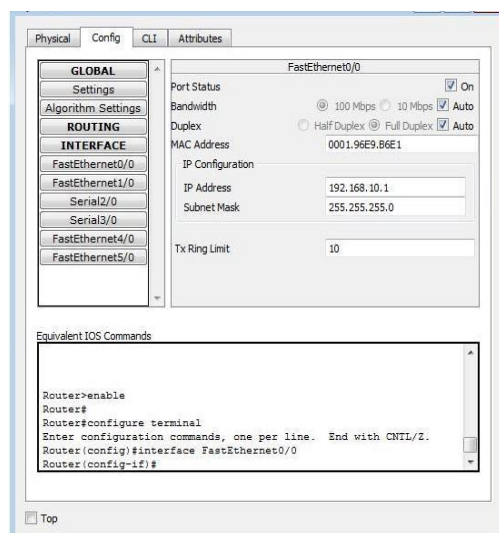 Physical Config CLI Attributes
GLOBAL
Settings
Algorithm Settings
ROUTING
INTERFACE
FastEthernet0/0
FastEthernet1/0
Serial2/0
Serial3/0
FastEthernet4/0
FastEthernet5/0
FastEthernet0/0
Port Status On
Bandwidth 100 Mbps 10 Mbps Auto
Duplex Half Duplex Full Duplex Auto
MAC Address 0001.96E9.B6E1
IP Configuration
IP Address 192.168.10.1
Subnet Mask 255.255.255.0
Tx Ring Limit 10
Equivalent IOS Commands
Router>enable
Router#
Router#configure terminal
Enter configuration commands, one per line. End with CNTL/Z.
Router(config)#interface FastEthernet0/0
Router(config-if)#
Top